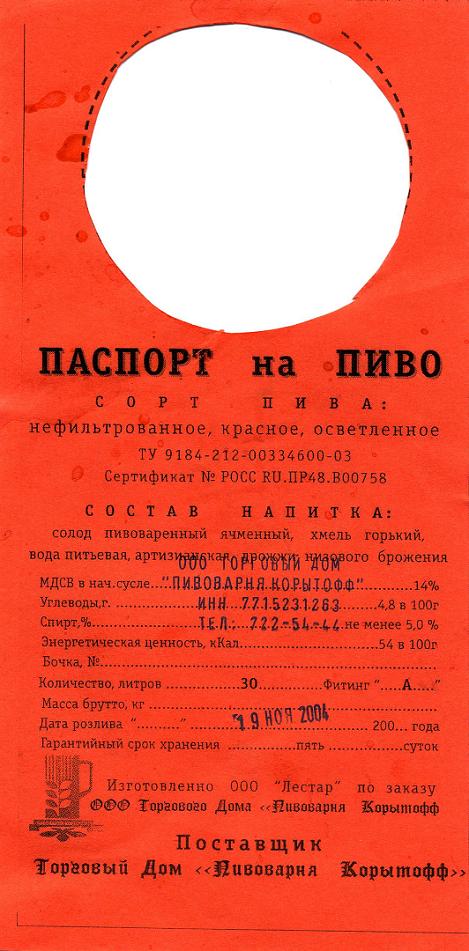 ПАСПОРТ на ПИВО
СОРТ ПИВА:
нефильтрованное, красное, осветленное
ТУ 9184-212-00334600-03
Сертификат № РОСС RU.ПР48.В00758
СОСТАВ НАПИТКА:
солод пивоваренный ячменный, хмель горький,
вода питьевая, артизианская, дрожжи низового брожения
ООО ТОРГОВЫЙ ДОМ
МДСВ в нач.сусле....14%
"ПИВОВАРНЯ КОРЫТОФФ"
Углеводы,г. ....4,8 в 100г
ИНН 7715231263
Спирт,%....не менее 5,0 %
ТЕЛ: 722-54-44
Энергетическая ценность, кКал....54 в 100г
Бочка, №....
Количество, литров ....30....Фитинг "....А...."
Масса брутто, кг ....
Дата розлива "........" .... 200... года
19 НОЯ 2004
Гарантийный срок хранения ....пять ....суток
Изготовленно ООО "Лестар" по заказу
ООО Торгового Дома «Пивоварня Корытофф
Поставщик
Торговый Дом «Пивоварня Корытофф»